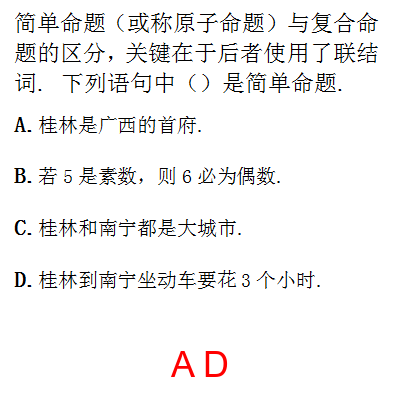 简单命题（或称原子命题）与复合命
题的区分，关键在于后者使用了联结
词. 下列语句中（）是简单命题.
A. 桂林是广西的首府.
B. 若 5 是素数，则 6 必为偶数.
C. 桂林和南宁都是大城市.
D. 桂林到南宁坐动车要花 3 个小时.
A D